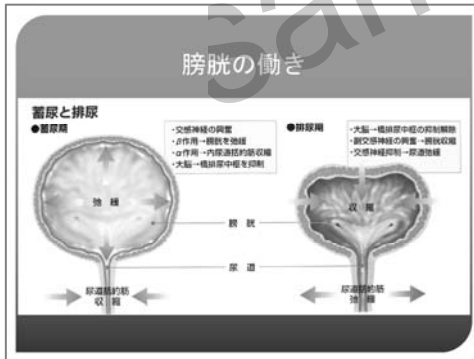 膀胱の働き
蓄尿と排尿
●蓄尿期
・交感神経の興奮
・β作用→膀胱を弛緩
・α作用→内尿道括約筋収縮
・大脳→橋排尿中枢を抑制
弛緩
尿道括約筋
収縮
膀胱
尿道
●排尿期
・大脳→橋排尿中枢の抑制解除
・副交感神経の興奮→膀胱収縮
・交感神経抑制→尿道弛緩
収縮
尿道括約筋
弛緩